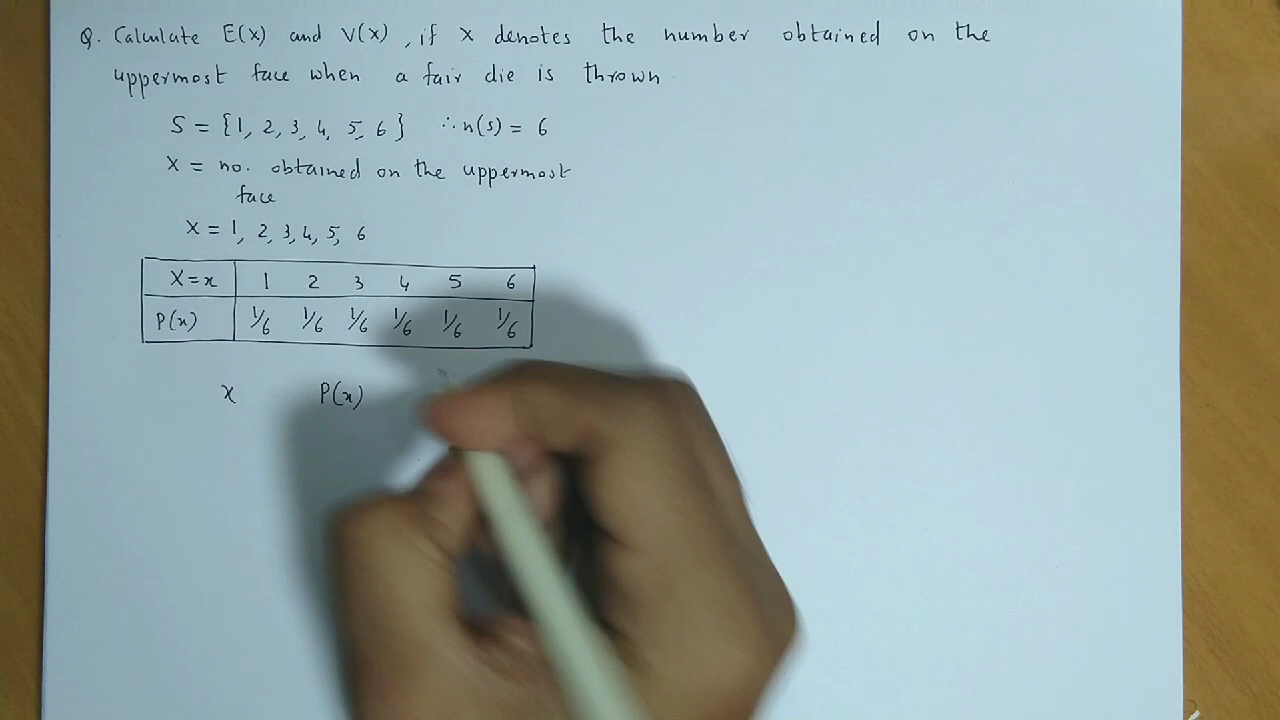 Q. Calculate E(x) and V(x), if x denotes the number obtained on the
uppermost face when a fair die is thrown
S = {1, 2, 3, 4, 5, 6} ∴ n(s) = 6
X = no. obtained on the uppermost
face
X = 1, 2, 3, 4, 5, 6
X=x 1 2 3 4 5 6
P(x) 1/6 1/6 1/6 1/6 1/6 1/6
x P(x)